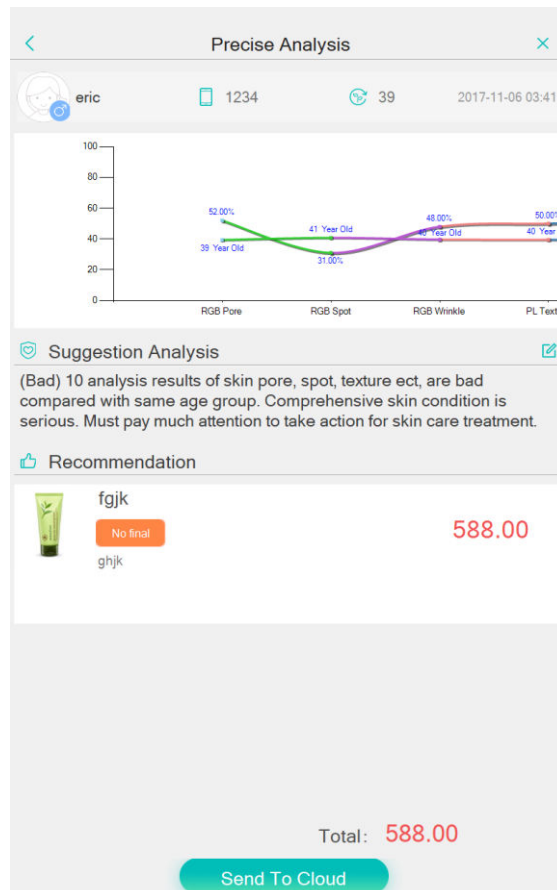 Precise Analysis
eric 1234 39 2017-11-06 03:41
100
80
60
40
20
0
52.00% 48.00% 50.00%
39 Year Old 41 Year Old Year Old 40 Year
31.00%
RGB Pore RGB Spot RGB Wrinkle PL Text
Suggestion Analysis
(Bad) 10 analysis results of skin pore, spot, texture ect, are bad
compared with same age group. Comprehensive skin condition is
serious. Must pay much attention to take action for skin care treatment.
Recommendation
fgjk
No final 588.00
ghjk
Total: 588.00
Send To Cloud